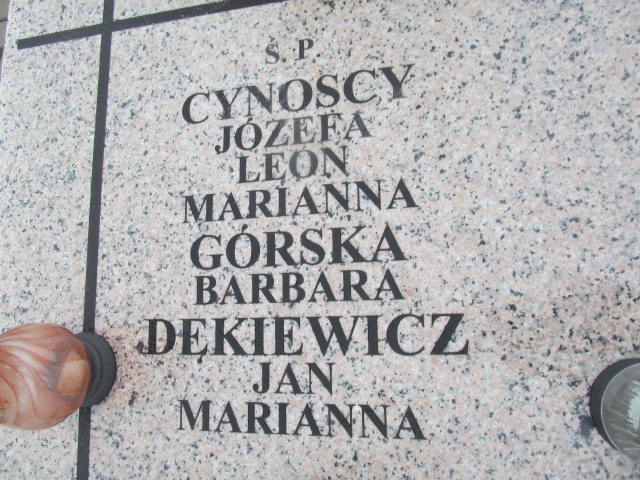 Ś. P.
CYNOSCY
JÓZEFA
LEON
MARIANNA
GÓRSKA
BARBARA
DĘKIEWICZ
JAN
MARIANNA